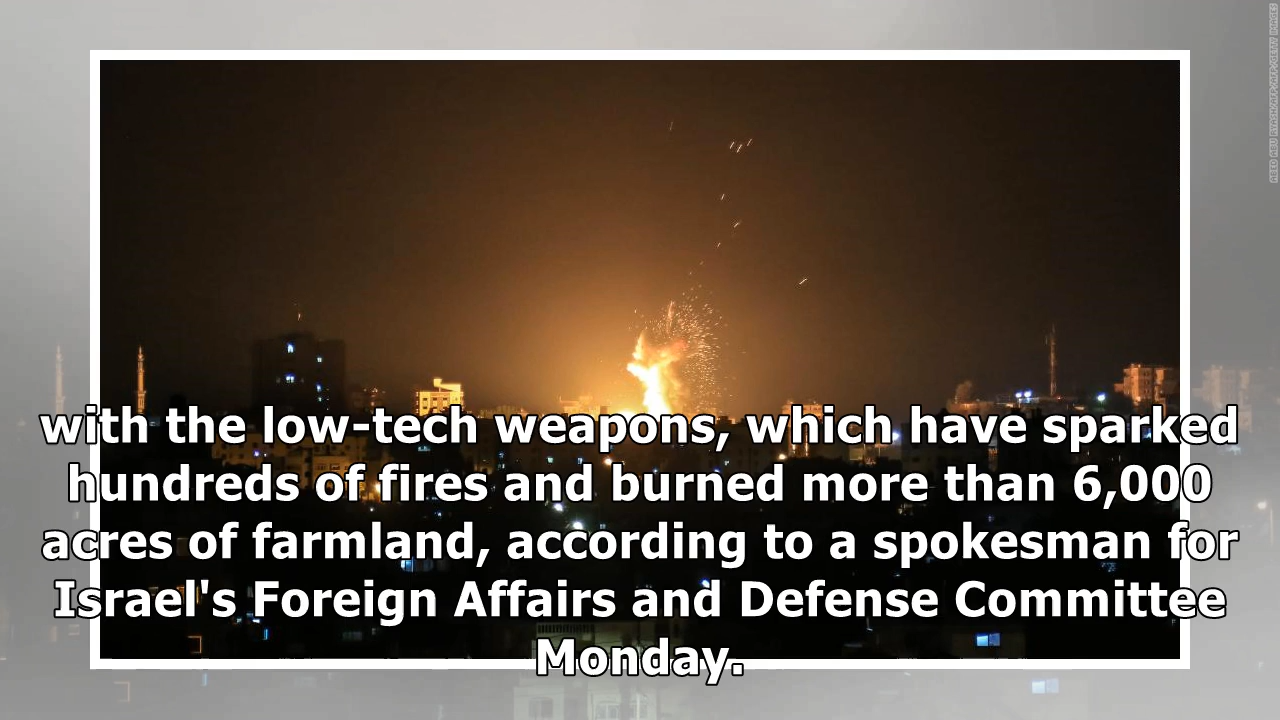 with the low-tech weapons, which have sparked
hundreds of fires and burned more than 6,000
acres of farmland, according to a spokesman for
Israel's Foreign Affairs and Defense Committee
Monday.